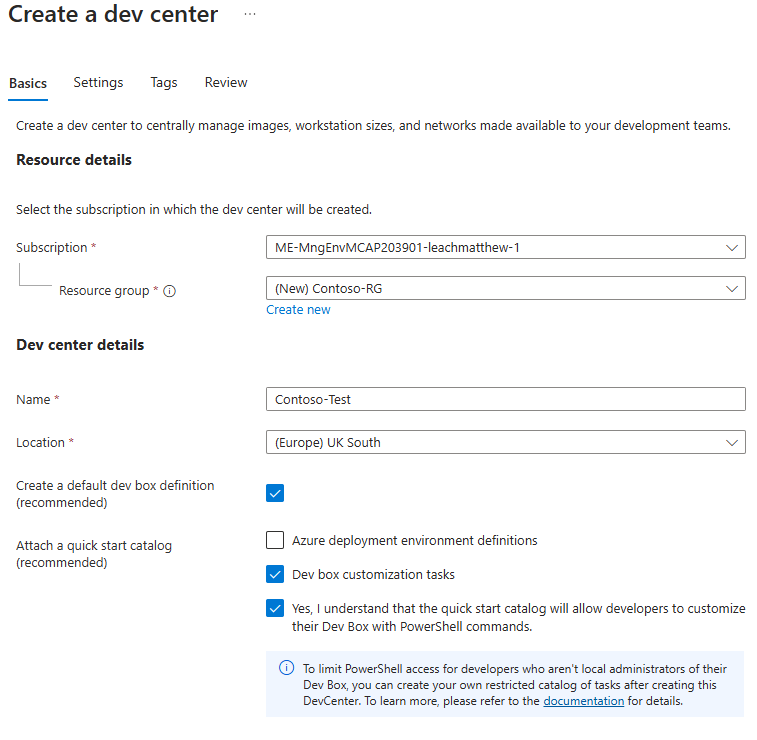 Create a dev center ...
Basics Settings Tags Review
Create a dev center to centrally manage images, workstation sizes, and networks made available to your development teams.
Resource details
Select the subscription in which the dev center will be created.
Subscription * ME-MngEnvMCAP203901-leachmatthew-1
Resource group * (New) Contoso-RG
Create new
Dev center details
Name * Contoso-Test
Location * (Europe) UK South
Create a default dev box definition
(recommended)
Attach a quick start catalog
(recommended)
Azure deployment environment definitions
Dev box customization tasks
Yes, I understand that the quick start catalog will allow developers to customize
their Dev Box with PowerShell commands.
To limit PowerShell access for developers who aren't local administrators of their
Dev Box, you can create your own restricted catalog of tasks after creating this
DevCenter. To learn more, please refer to the documentation for details.